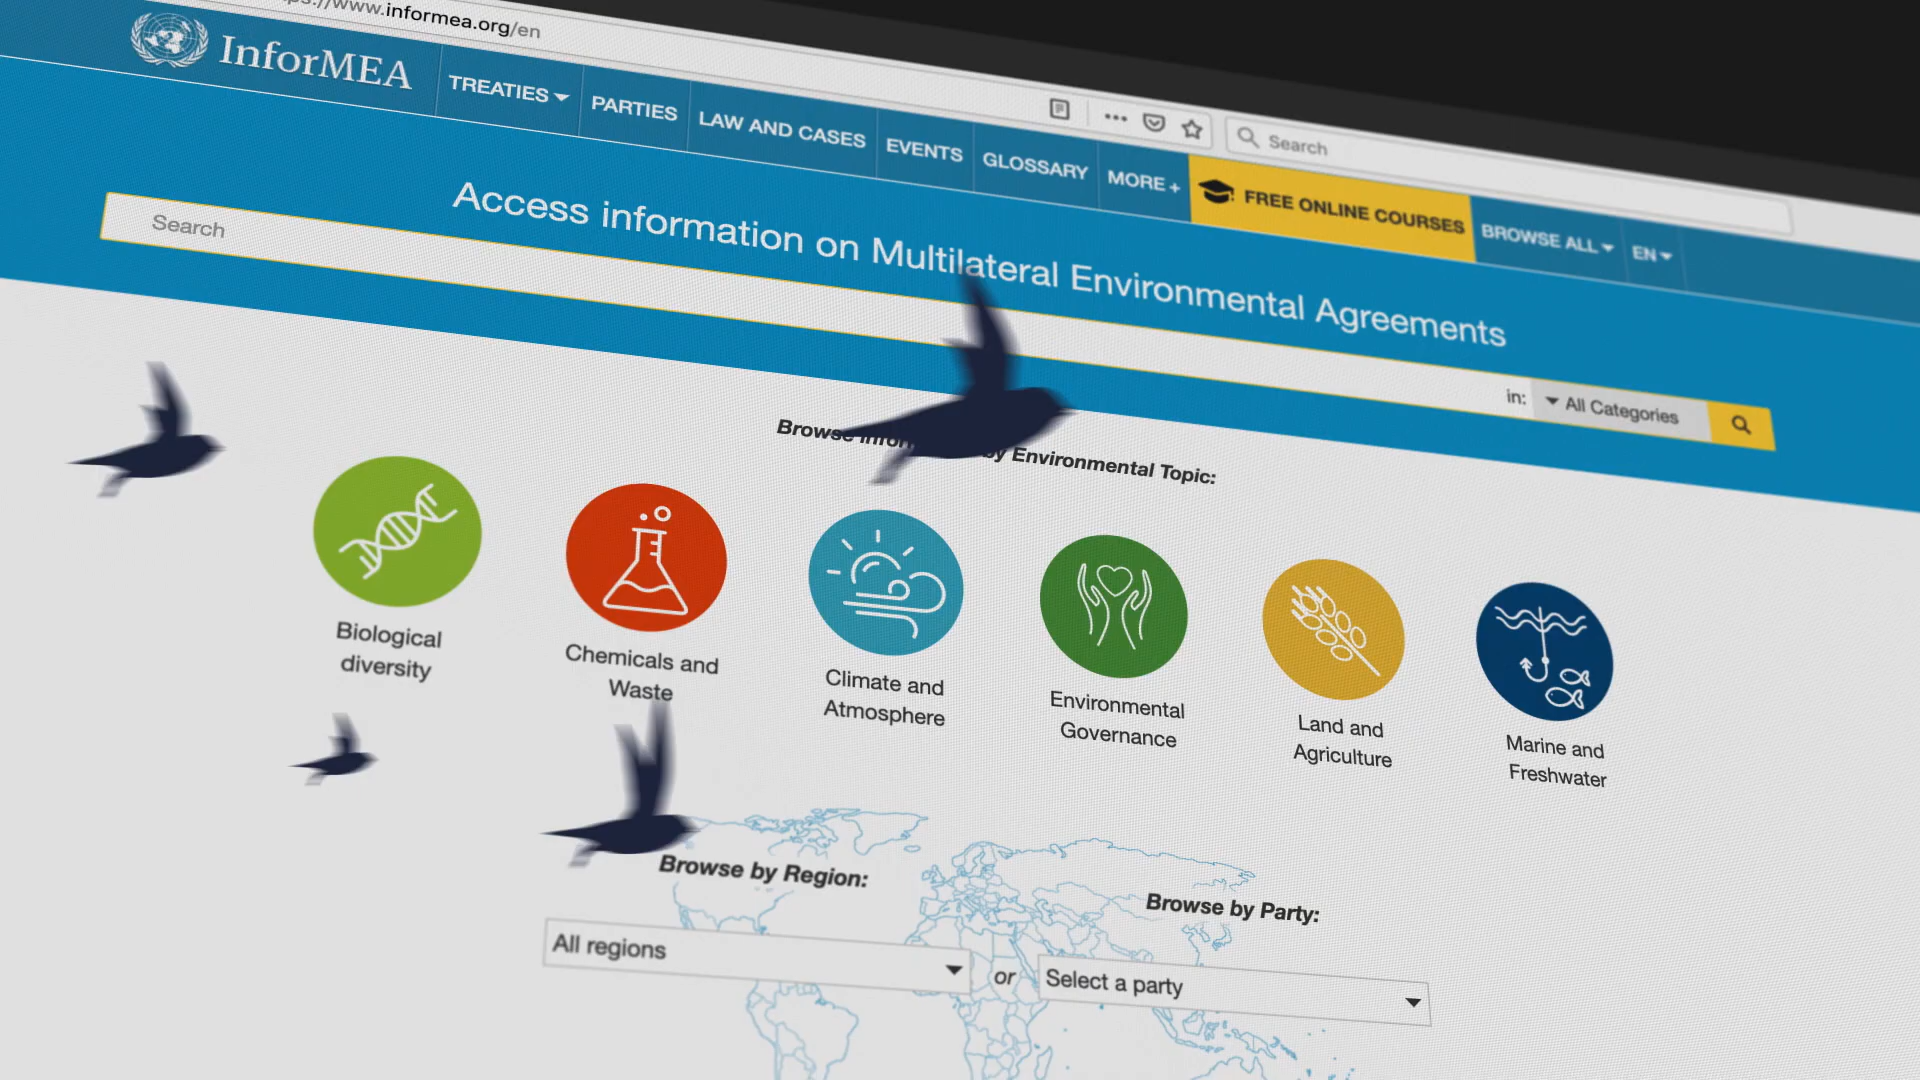 www.informea.org/en
InforMEA
TREATIES
PARTIES
LAW AND CASES
EVENTS
GLOSSARY
MORE +
FREE ONLINE COURSES
BROWSE ALL
EN
Search
Access information on Multilateral Environmental Agreements
Search
in:
All Categories
Browse by Environmental Topic:
Biological
diversity
Chemicals and
Waste
Climate and
Atmosphere
Environmental
Governance
Land and
Agriculture
Marine and
Freshwater
Browse by Region:
All regions
or
Browse by Party:
Select a party